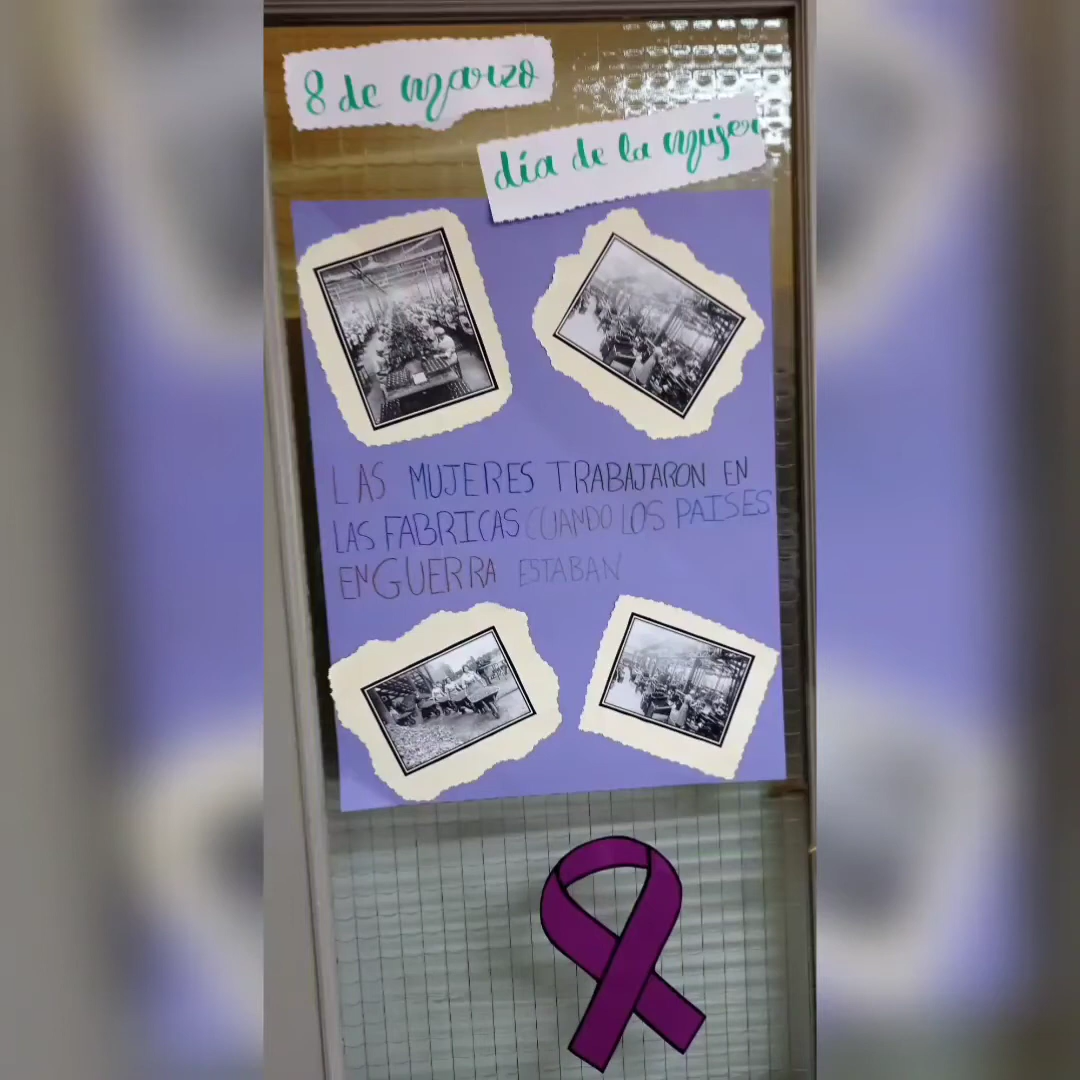 8 de marzo
día de la mujer
LAS MUJERES TRABAJARON EN
LAS FABRICAS CUANDO LOS PAISES
EN GUERRA ESTABAN